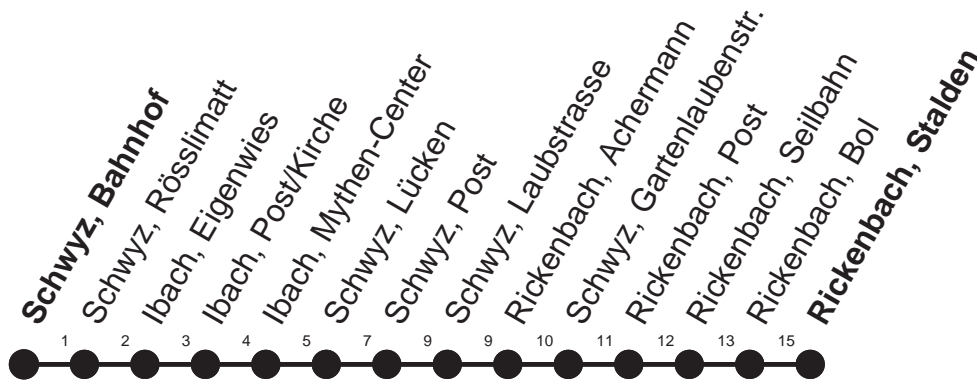 Schwyz, Bahnhof
Schwyz, Rösslimatt
Ibach, Eigenwies
Ibach, Post/Kirche
Ibach, Mythen-Center
Schwyz, Lücken
Schwyz, Post
Schwyz, Laubstrasse
Rickenbach, Achermann
Schwyz, Gartenlaubenstr.
Rickenbach, Post
Rickenbach, Seilbahn
Rickenbach, Bol
Rickenbach, Stalden
1 2 3 4 5 7 9 9 10 11 12 13 15